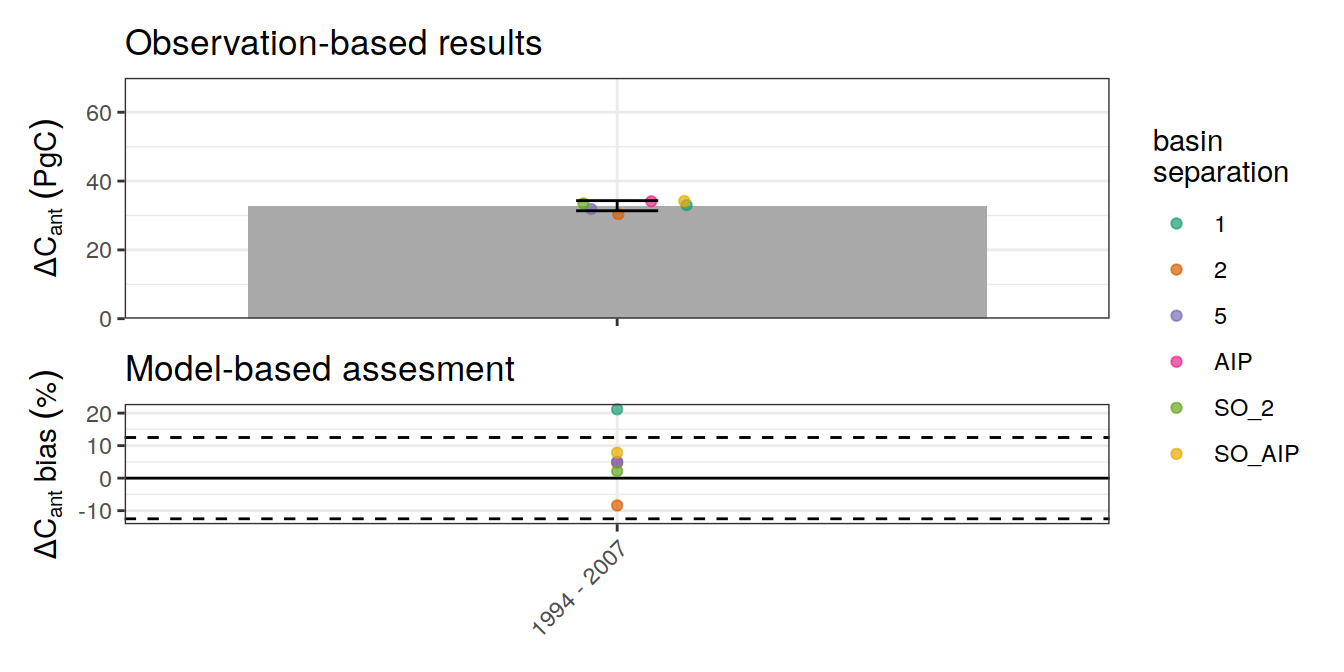 Observation-based results
ΔCant (PgC)
60
40
20
0
Model-based assesment
ΔCant bias (%)
20
10
0
-10
1994 - 2007
basin
separation
1
2
5
AIP
SO_2
SO_AIP